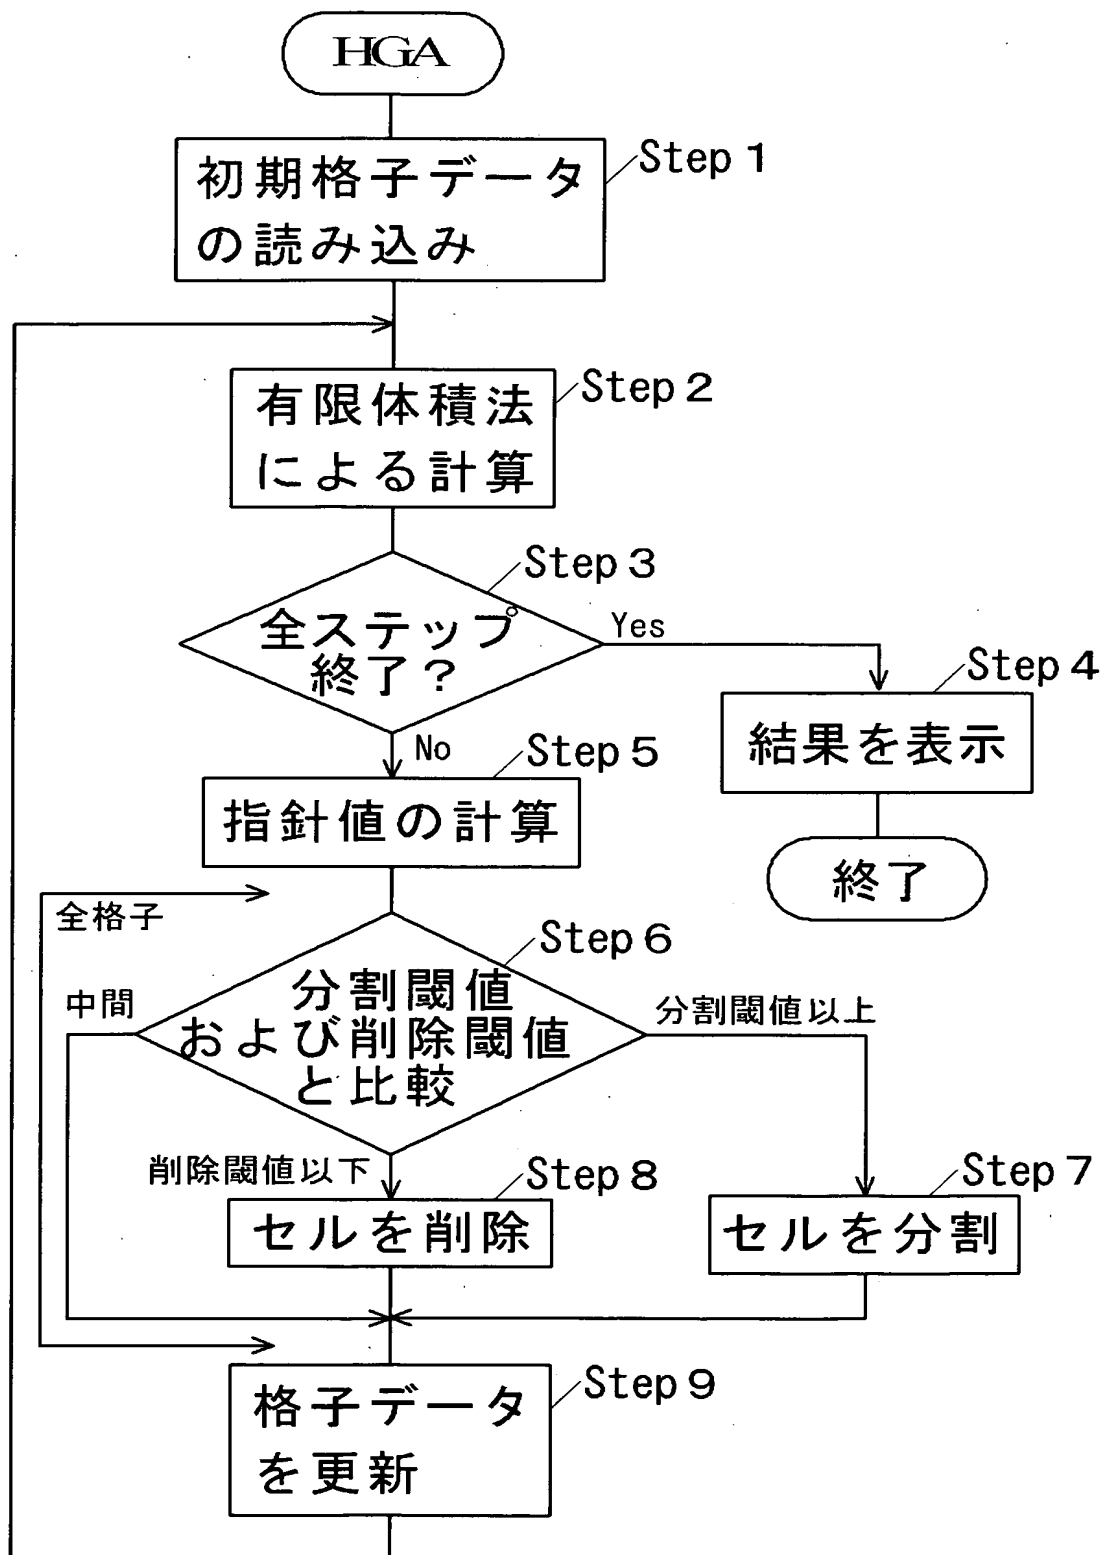 HGA
Step 1
初期格子データ
の読み込み
Step 2
有限体積法
による計算
Step 3
全ステップ
終了？
Yes
Step 4
結果を表示
No
Step 5
指針値の計算
終了
全格子
Step 6
中間
分割閾値
および削除閾値
と比較
分割閾値以上
削除閾値以下
Step 8
セルを削除
Step 7
セルを分割
Step 9
格子データ
を更新